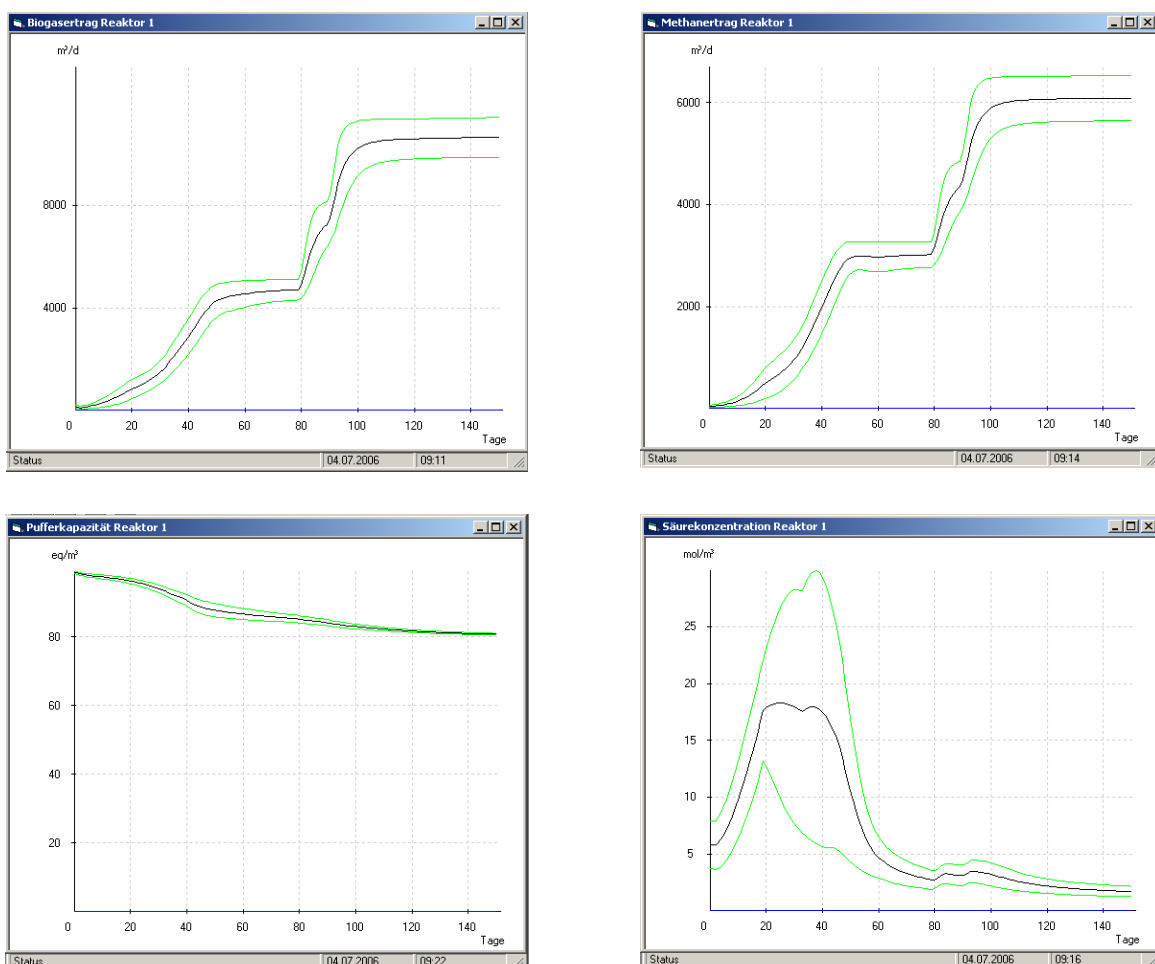 Biogasertrag Reaktor 1
m³/d
8000
4000
0 20 40 60 80 100 120 140
Tage
Status 04.07.2006 09:11
Methanertrag Reaktor 1
m³/d
6000
4000
2000
0 20 40 60 80 100 120 140
Tage
Status 04.07.2006 09:14
Pufferkapazität Reaktor 1
eq/m³
80
60
40
20
0 20 40 60 80 100 120 140
Tage
Status 04.07.2006 09:22
Säurekonzentration Reaktor 1
mol/m³
25
20
15
10
5
0 20 40 60 80 100 120 140
Tage
Status 04.07.2006 09:16